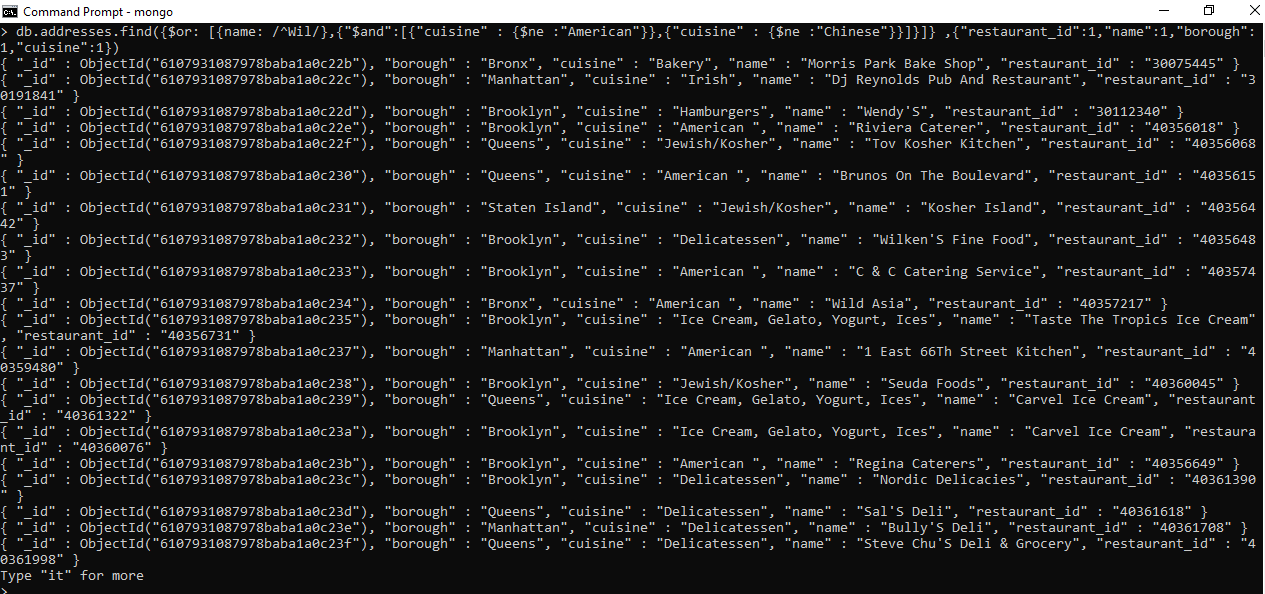 Command Prompt - mongo
> db.addresses.find({$or: [{name: /^Wil/},{"$and":[{"cuisine" : {$ne :"American"}},{"cuisine" : {$ne :"Chinese"}}]}]} ,{"restaurant_id":1,"name":1,"borough":
1,"cuisine":1})
{ "_id" : ObjectId("6107931087978baba1a0c22b"), "borough" : "Bronx", "cuisine" : "Bakery", "name" : "Morris Park Bake Shop", "restaurant_id" : "30075445" }
{ "_id" : ObjectId("6107931087978baba1a0c22c"), "borough" : "Manhattan", "cuisine" : "Irish", "name" : "Dj Reynolds Pub And Restaurant", "restaurant_id" : "3
0191841" }
{ "_id" : ObjectId("6107931087978baba1a0c22d"), "borough" : "Brooklyn", "cuisine" : "Hamburgers", "name" : "Wendy'S", "restaurant_id" : "30112340" }
{ "_id" : ObjectId("6107931087978baba1a0c22e"), "borough" : "Brooklyn", "cuisine" : "American ", "name" : "Riviera Caterer", "restaurant_id" : "40356018" }
{ "_id" : ObjectId("6107931087978baba1a0c22f"), "borough" : "Queens", "cuisine" : "Jewish/Kosher", "name" : "Tov Kosher Kitchen", "restaurant_id" : "40356068
" }
{ "_id" : ObjectId("6107931087978baba1a0c230"), "borough" : "Queens", "cuisine" : "American ", "name" : "Brunos On The Boulevard", "restaurant_id" : "4035615
1" }
{ "_id" : ObjectId("6107931087978baba1a0c231"), "borough" : "Staten Island", "cuisine" : "Jewish/Kosher", "name" : "Kosher Island", "restaurant_id" : "403564
42" }
{ "_id" : ObjectId("6107931087978baba1a0c232"), "borough" : "Brooklyn", "cuisine" : "Delicatessen", "name" : "Wilken'S Fine Food", "restaurant_id" : "4035648
3" }
{ "_id" : ObjectId("6107931087978baba1a0c233"), "borough" : "Brooklyn", "cuisine" : "American ", "name" : "C & C Catering Service", "restaurant_id" : "403574
37" }
{ "_id" : ObjectId("6107931087978baba1a0c234"), "borough" : "Bronx", "cuisine" : "American ", "name" : "Wild Asia", "restaurant_id" : "40357217" }
{ "_id" : ObjectId("6107931087978baba1a0c235"), "borough" : "Brooklyn", "cuisine" : "Ice Cream, Gelato, Yogurt, Ices", "name" : "Taste The Tropics Ice Cream"
, "restaurant_id" : "40356731" }
{ "_id" : ObjectId("6107931087978baba1a0c237"), "borough" : "Manhattan", "cuisine" : "American ", "name" : "1 East 66Th Street Kitchen", "restaurant_id" : "4
0359480" }
{ "_id" : ObjectId("6107931087978baba1a0c238"), "borough" : "Brooklyn", "cuisine" : "Jewish/Kosher", "name" : "Seuda Foods", "restaurant_id" : "40360045" }
{ "_id" : ObjectId("6107931087978baba1a0c239"), "borough" : "Queens", "cuisine" : "Ice Cream, Gelato, Yogurt, Ices", "name" : "Carvel Ice Cream", "restaurant
_id" : "40361322" }
{ "_id" : ObjectId("6107931087978baba1a0c23a"), "borough" : "Brooklyn", "cuisine" : "Ice Cream, Gelato, Yogurt, Ices", "name" : "Carvel Ice Cream", "restaura
nt_id" : "40360076" }
{ "_id" : ObjectId("6107931087978baba1a0c23b"), "borough" : "Brooklyn", "cuisine" : "American ", "name" : "Regina Caterers", "restaurant_id" : "40356649" }
{ "_id" : ObjectId("6107931087978baba1a0c23c"), "borough" : "Brooklyn", "cuisine" : "Delicatessen", "name" : "Nordic Delicacies", "restaurant_id" : "40361390
" }
{ "_id" : ObjectId("6107931087978baba1a0c23d"), "borough" : "Queens", "cuisine" : "Delicatessen", "name" : "Sal'S Deli", "restaurant_id" : "40361618" }
{ "_id" : ObjectId("6107931087978baba1a0c23e"), "borough" : "Manhattan", "cuisine" : "Delicatessen", "name" : "Bully'S Deli", "restaurant_id" : "40361708" }
{ "_id" : ObjectId("6107931087978baba1a0c23f"), "borough" : "Queens", "cuisine" : "Delicatessen", "name" : "Steve Chu'S Deli & Grocery", "restaurant_id" : "4
0361998" }
Type "it" for more
>